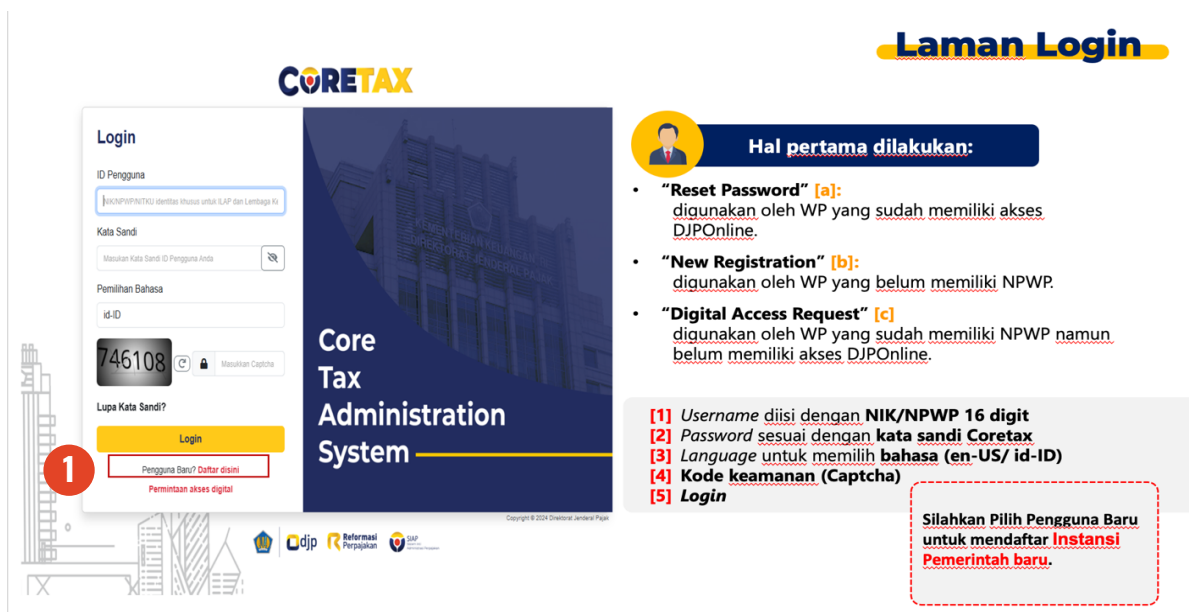 Laman Login
CORETAX
Login
ID Pengguna
NIK/NPWP/NITKU identitas khusus untuk ILAP dan Lembaga Ke
Kata Sandi
Masukan Kata Sandi ID Pengguna Anda
Pemilihan Bahasa
id-ID
746108
Masukkan Captcha
Lupa Kata Sandi?
Login
1
Pengguna Baru? Daftar disini
Permintaan akses digital
KEMENTERIAN KEUANGAN
DIREKTORAT JENDERAL PAJAK
Core
Tax
Administration
System
Copyright © 2024 Direktorat Jenderal Pajak
djp
Reformasi
Perpajakan
SIAP
Hal pertama dilakukan:
• “Reset Password” [a]:
digunakan oleh WP yang sudah memiliki akses
DJPOnline.
• “New Registration” [b]:
digunakan oleh WP yang belum memiliki NPWP.
• “Digital Access Request” [c]
digunakan oleh WP yang sudah memiliki NPWP namun
belum memiliki akses DJPOnline.
[1] Username diisi dengan NIK/NPWP 16 digit
[2] Password sesuai dengan kata sandi Coretax
[3] Language untuk memilih bahasa (en-US/ id-ID)
[4] Kode keamanan (Captcha)
[5] Login
Silahkan Pilih Pengguna Baru
untuk mendaftar Instansi
Pemerintah baru.